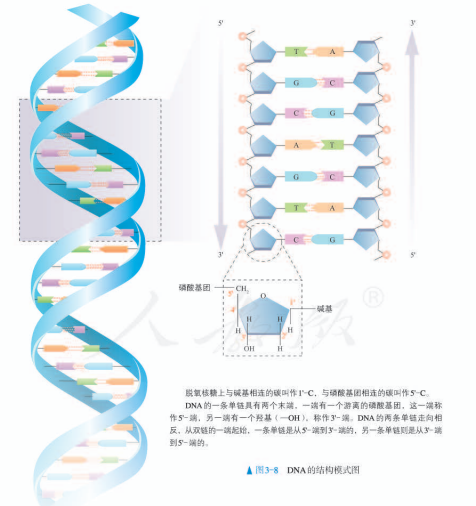 5' 3'
T A
G C
C G
A T
G C
T A
C G
3' 5'
磷酸基团 5' CH₂
O
4' 1' 碱基
H H H H
3' 2'
OH H
®
脱氧核糖上与碱基相连的碳叫作1'-C，与磷酸基团相连的碳叫作5'-C。
DNA的一条单链具有两个末端，一端有一个游离的磷酸基团，这一端称
作5'-端，另一端有一个羟基（—OH），称作3'-端。DNA的两条单链走向相
反，从双链的一端起始，一条单链是从5'-端到3'-端的，另一条单链则是从3'-端
到5'-端的。
▲图3-8 DNA的结构模式图